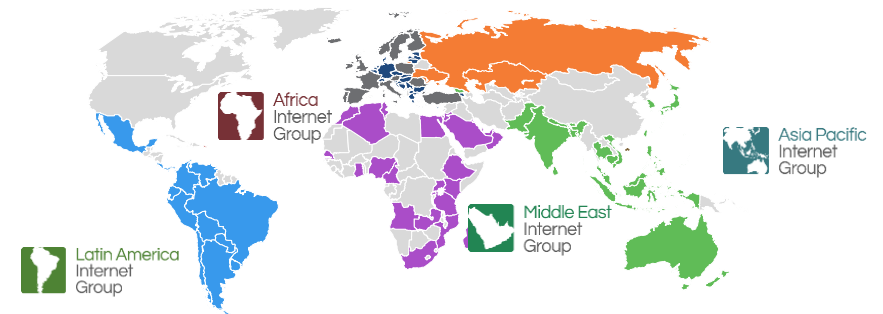 Africa
Internet
Group
Asia Pacific
Internet
Group
Middle East
Internet
Group
Latin America
Internet
Group